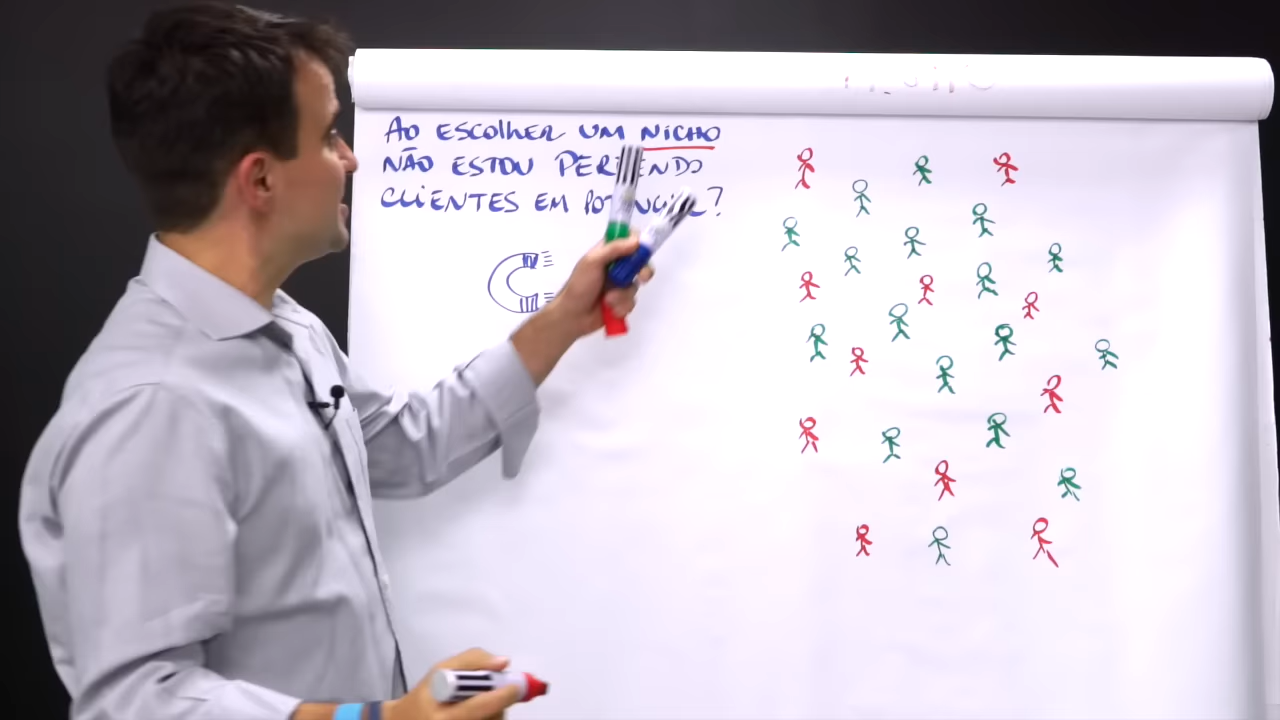 AO ESCOLHER UM NICHO
NÃO ESTOU PERDENDO
CLIENTES EM POTENCIAL?